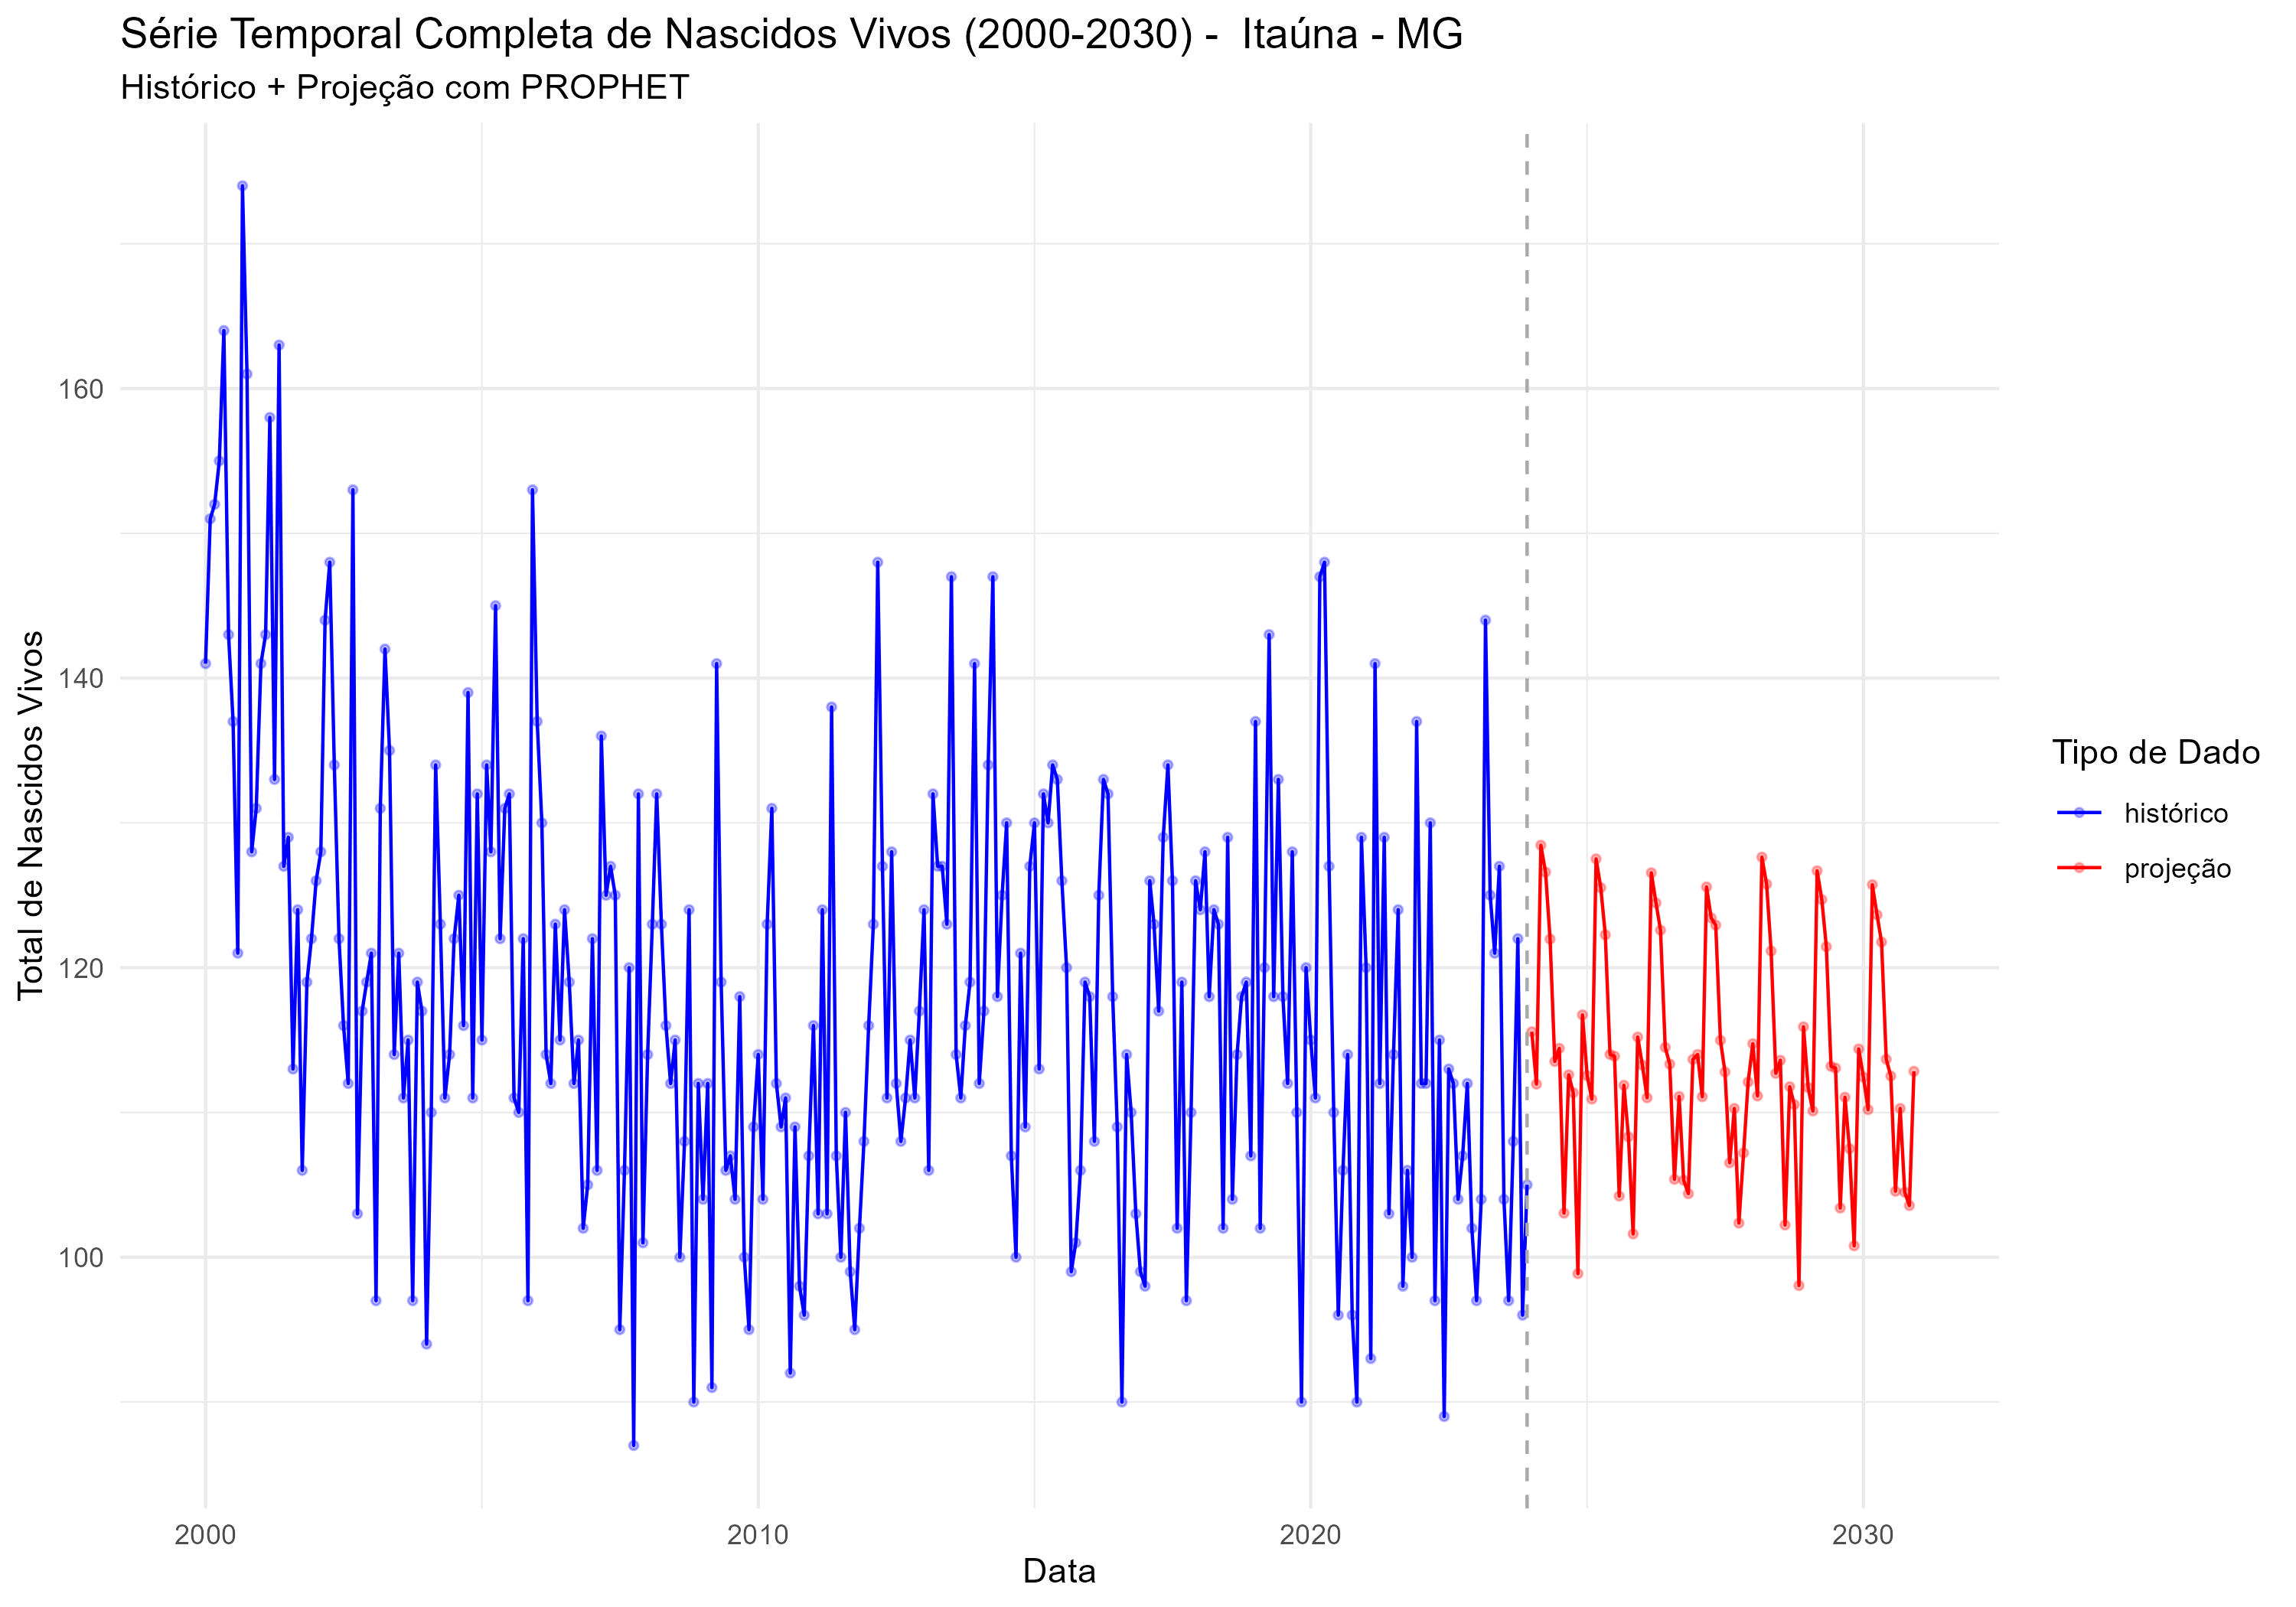 Série Temporal Completa de Nascidos Vivos (2000-2030) -  Itaúna - MG
Histórico + Projeção com PROPHET
Total de Nascidos Vivos
160
140
120
100
2000
2010
2020
2030
Data
Tipo de Dado
histórico
projeção